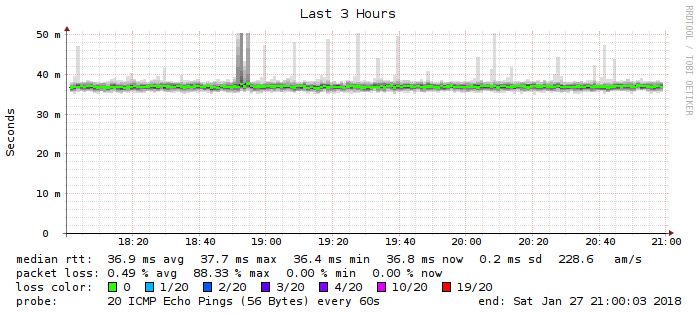 Last 3 Hours
RRDTOOL / TOBI OETIKER
Seconds
50 m
40 m
30 m
20 m
10 m
0
18:20 18:40 19:00 19:20 19:40 20:00 20:20 20:40 21:00
median rtt: 36.9 ms avg 37.7 ms max 36.4 ms min 36.8 ms now 0.2 ms sd 228.6 am/s
packet loss: 0.49 % avg 88.33 % max 0.00 % min 0.00 % now
loss color: 0 1/20 2/20 3/20 4/20 10/20 19/20
probe: 20 ICMP Echo Pings (56 Bytes) every 60s end: Sat Jan 27 21:00:03 2018